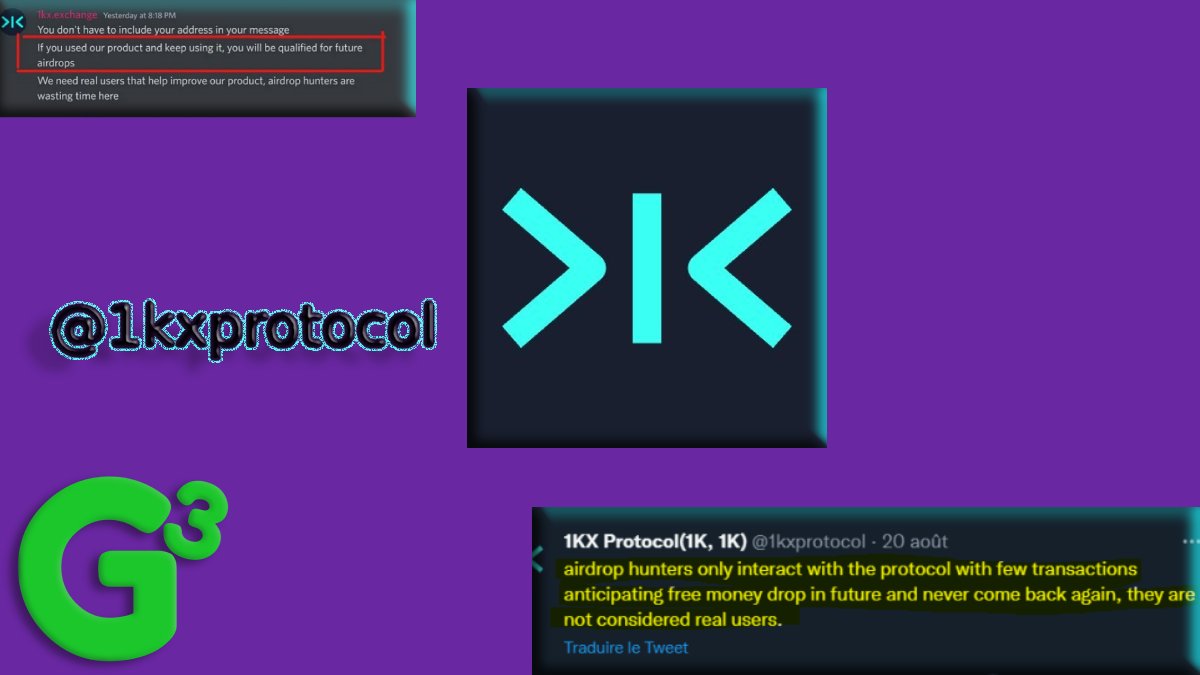 1kx.exchange Yesterday at 8:18 PM
You don't have to include your address in your message
If you used our product and keep using it, you will be qualified for future
airdrops
We need real users that help improve our product, airdrop hunters are
wasting time here
@1kxprotocol
G3
1KX Protocol(1K, 1K) @1kxprotocol · 20 août
airdrop hunters only interact with the protocol with few transactions
anticipating free money drop in future and never come back again, they are
not considered real users.
Traduire le Tweet